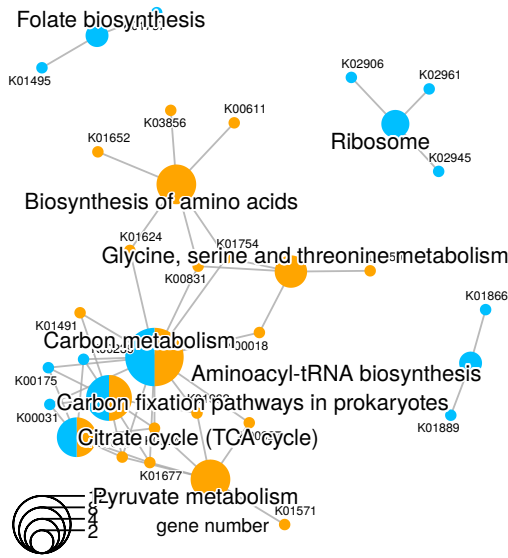 Folate biosynthesis
K01495
K02906
K02961
Ribosome
K02945
K00611
K03856
K01652
Biosynthesis of amino acids
K01624
K01754
Glycine, serine and threonine metabolism
K00831
K01866
K01491
Carbon metabolism
K00018
Aminoacyl-tRNA biosynthesis
K00175
Carbon fixation pathways in prokaryotes
K00031
K01889
Citrate cycle (TCA cycle)
K01677
Pyruvate metabolism
8
4
2
gene number
K01571